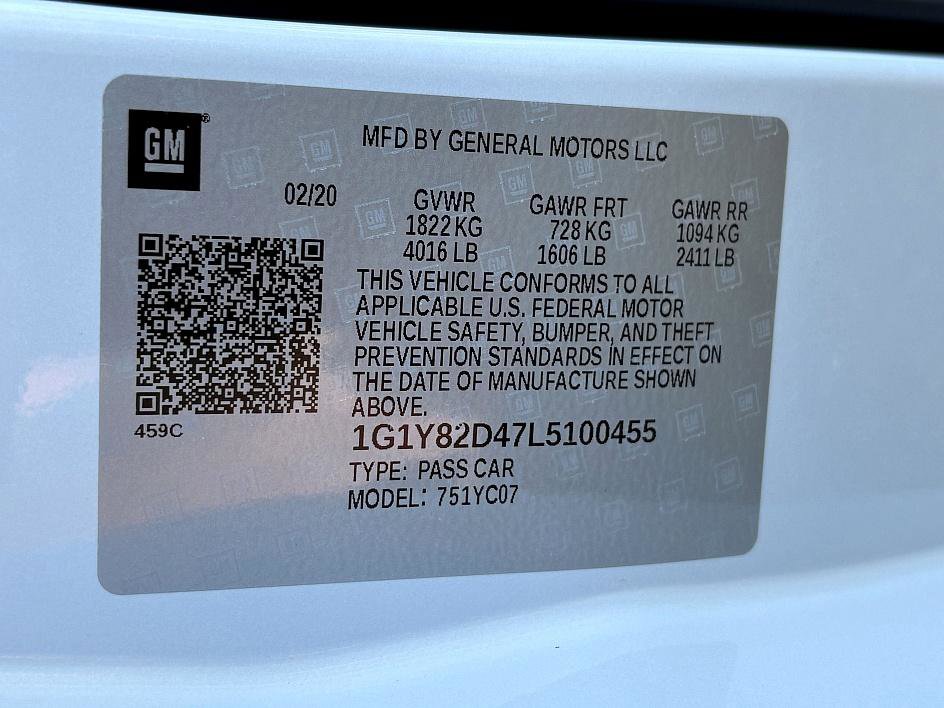 GM®
MFD BY GENERAL MOTORS LLC
02/20
GVWR GAWR FRT GAWR RR
1822 KG 728 KG 1094 KG
4016 LB 1606 LB 2411 LB
THIS VEHICLE CONFORMS TO ALL
APPLICABLE U.S. FEDERAL MOTOR
VEHICLE SAFETY, BUMPER, AND THEFT
PREVENTION STANDARDS IN EFFECT ON
THE DATE OF MANUFACTURE SHOWN
ABOVE.
459C
1G1Y82D47L5100455
TYPE: PASS CAR
MODEL: 751YC07